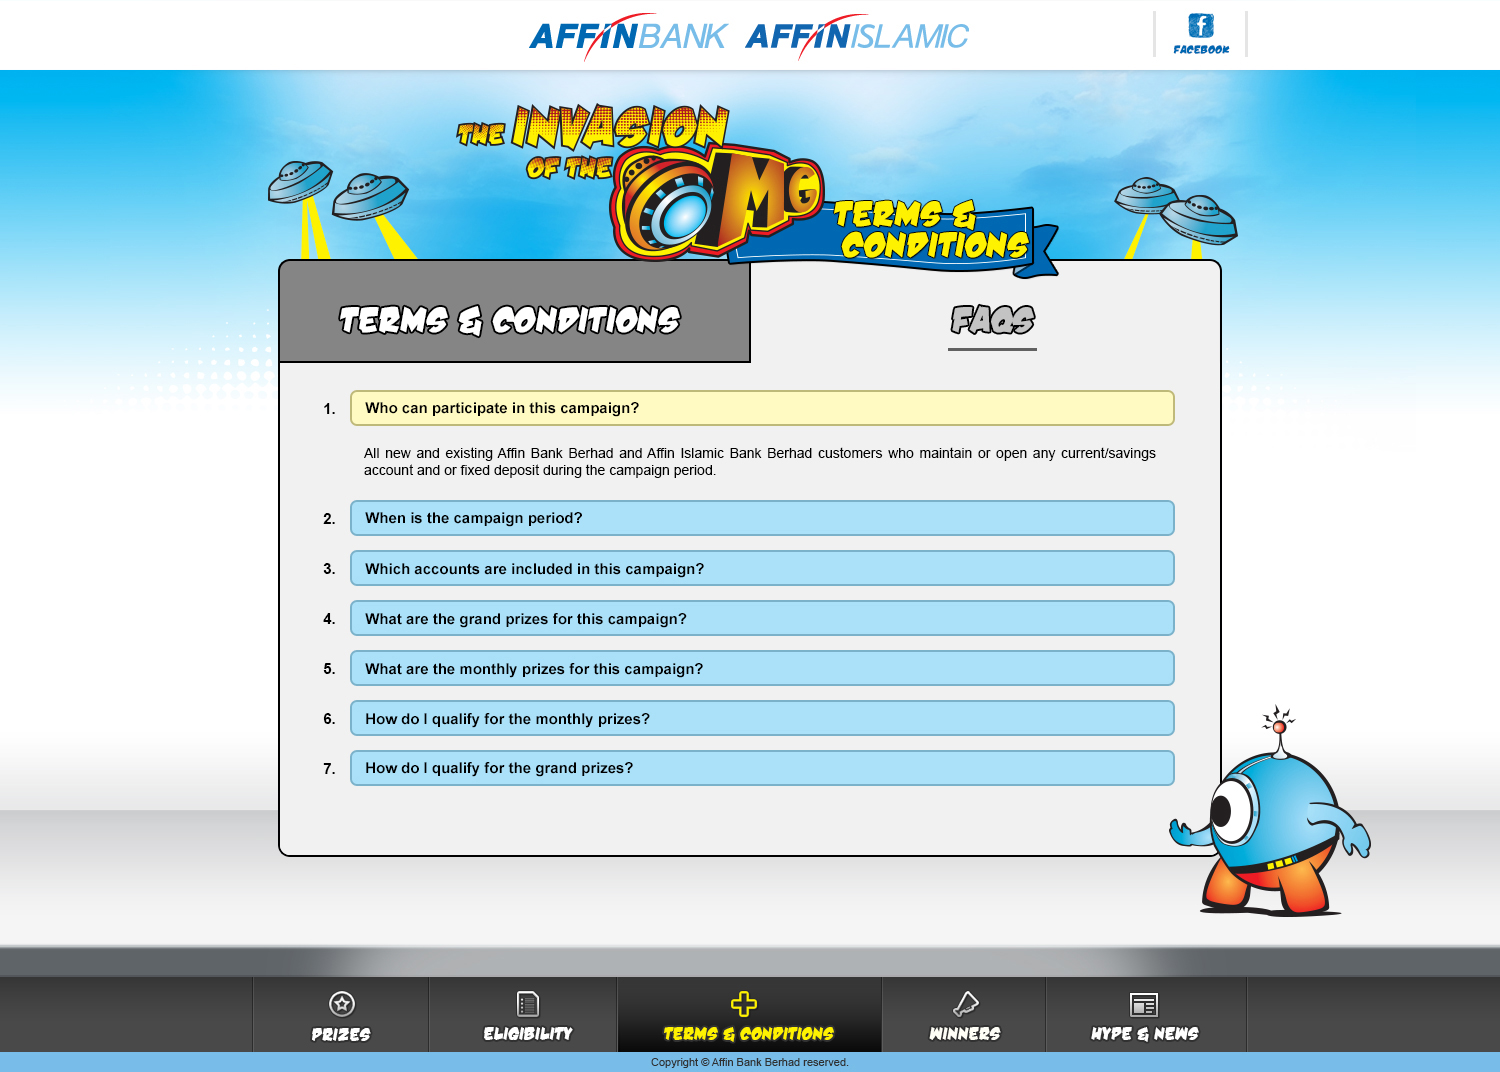 AFFINBANK AFFINISLAMIC
FACEBOOK
THE INVASION
OF THE
OMG
TERMS &
CONDITIONS
TERMS & CONDITIONS
FAQS
1. Who can participate in this campaign?
All new and existing Affin Bank Berhad and Affin Islamic Bank Berhad customers who maintain or open any current/savings
account and or fixed deposit during the campaign period.
2. When is the campaign period?
3. Which accounts are included in this campaign?
4. What are the grand prizes for this campaign?
5. What are the monthly prizes for this campaign?
6. How do I qualify for the monthly prizes?
7. How do I qualify for the grand prizes?
PRIZES
ELIGIBILITY
TERMS & CONDITIONS
WINNERS
HYPE & NEWS
Copyright © Affin Bank Berhad reserved.